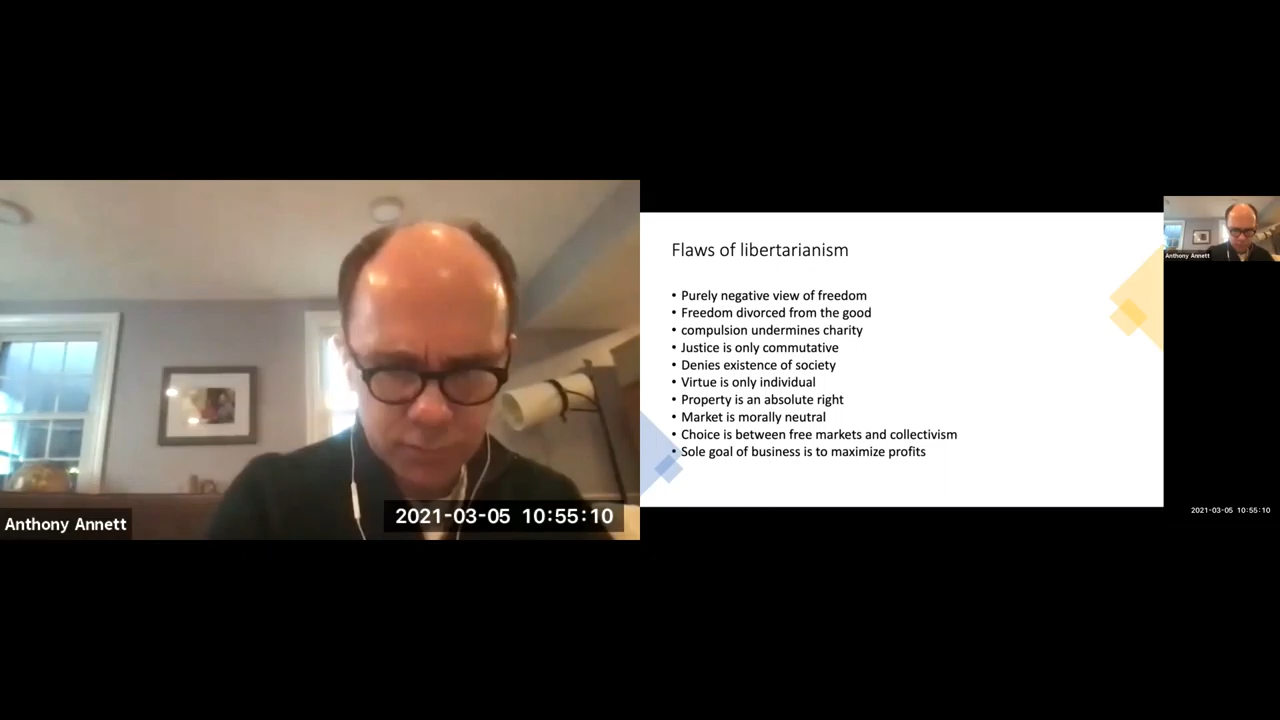 Anthony Annett
2021-03-05 10:55:10
Flaws of libertarianism
• Purely negative view of freedom
• Freedom divorced from the good
• compulsion undermines charity
• Justice is only commutative
• Denies existence of society
• Virtue is only individual
• Property is an absolute right
• Market is morally neutral
• Choice is between free markets and collectivism
• Sole goal of business is to maximize profits
Anthony Annett
2021-03-05 10:55:10